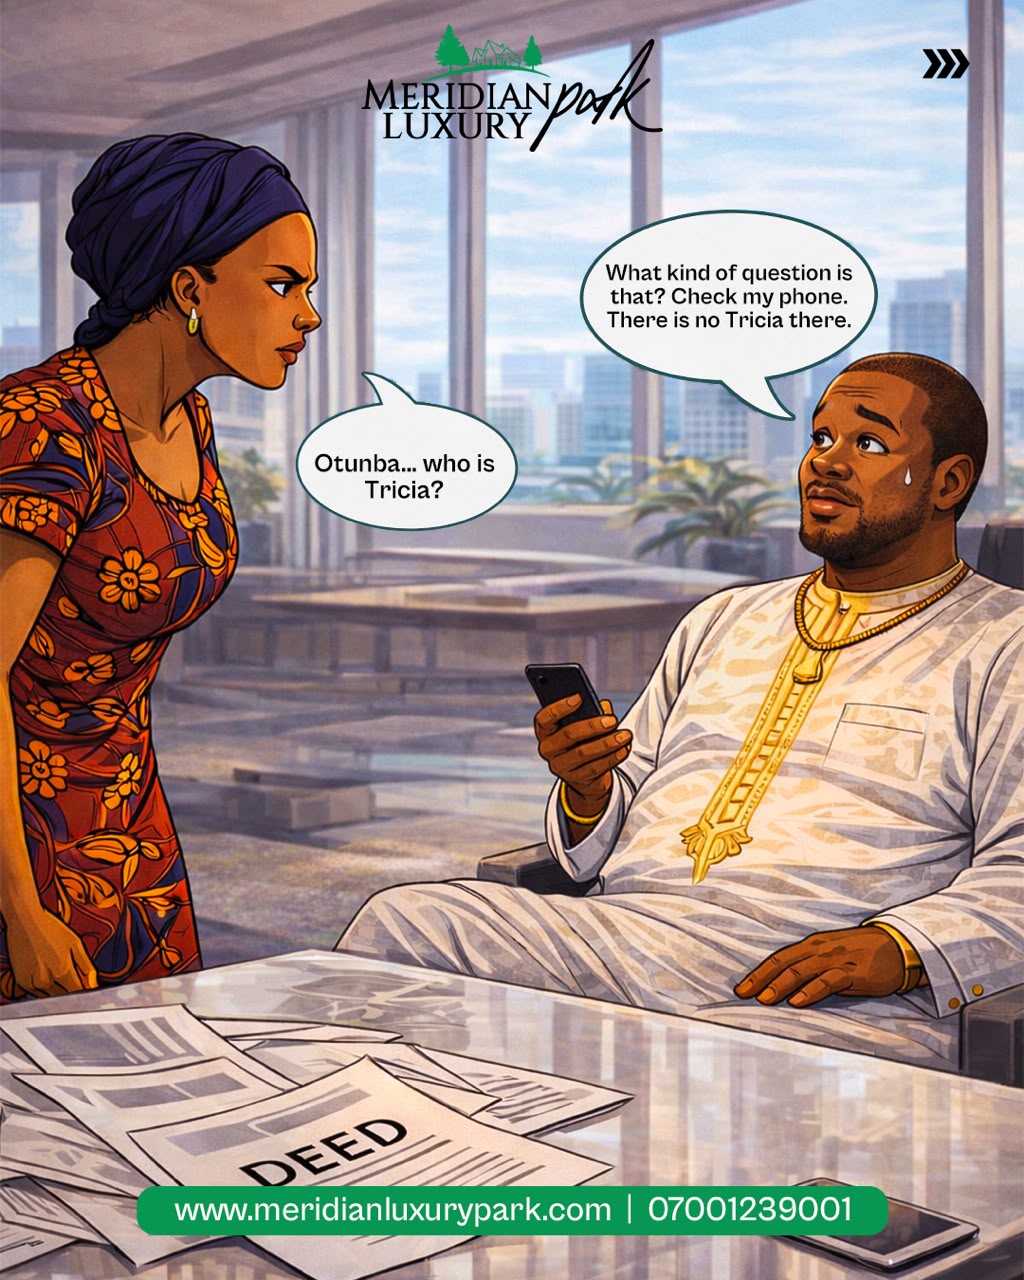 MERIDIAN park
LUXURY
Otunba... who is
Tricia?
What kind of question is
that? Check my phone.
There is no Tricia there.
DEED
www.meridianluxurypark.com | 07001239001